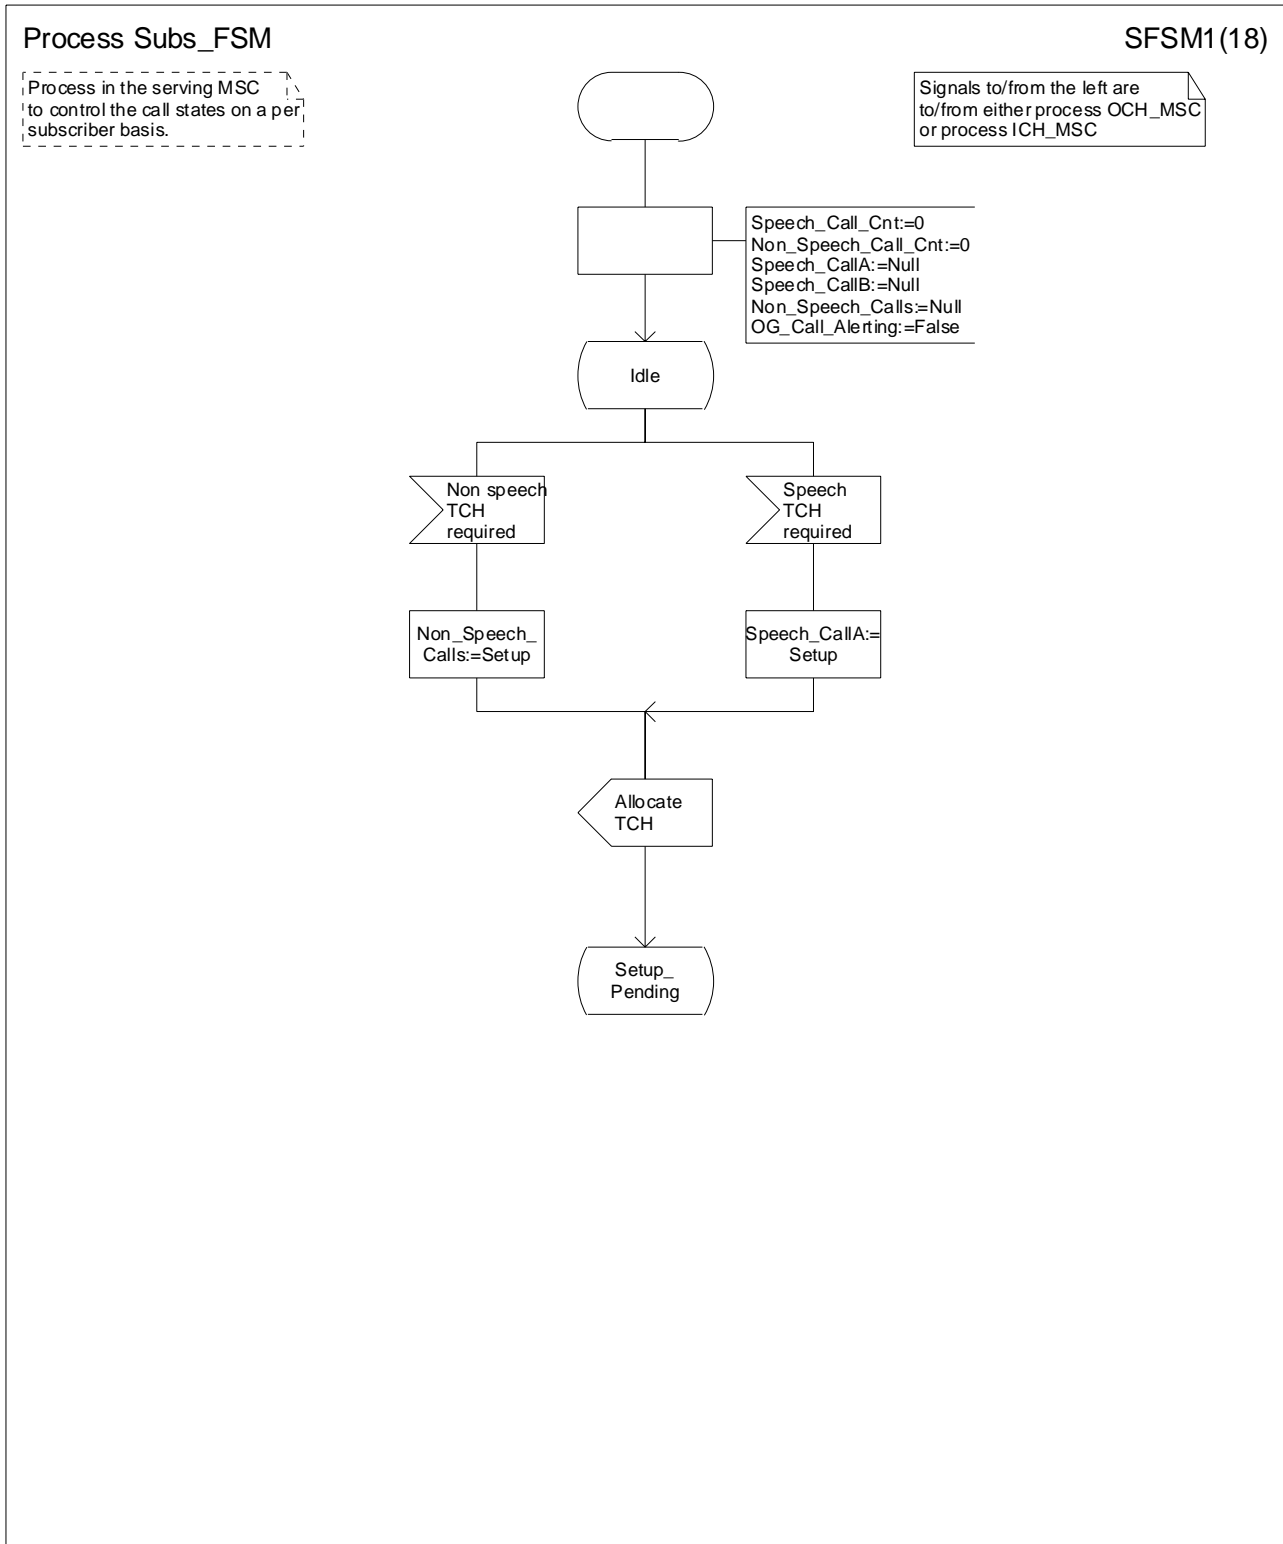 Process Subs_FSM
SFSM1(18)
Process in the serving MSC
to control the call states on a per
subscriber basis.
Signals to/from the left are
to/from either process OCH_MSC
or process ICH_MSC
Speech_Call_Cnt:=0
Non_Speech_Call_Cnt:=0
Speech_CallA:=Null
Speech_CallB:=Null
Non_Speech_Calls:=Null
OG_Call_Alerting:=False
Idle
Non speech
TCH
required
Speech
TCH
required
Non_Speech_
Calls:=Setup
Speech_CallA:=
Setup
Allocate
TCH
Setup_
Pending